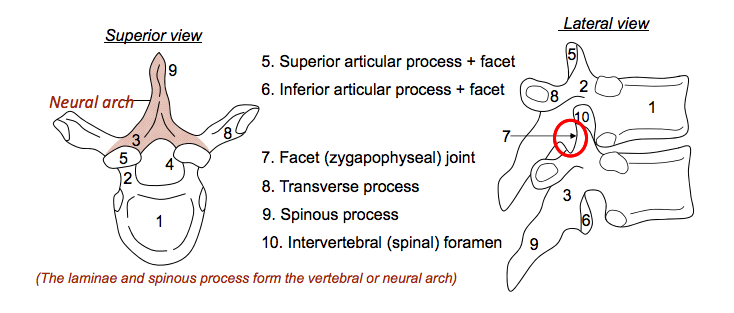 Superior view
Lateral view
9
5. Superior articular process + facet
5
6. Inferior articular process + facet
2
Neural arch
8
1
10
8
3
7
5
4
7. Facet (zygapophyseal) joint
2
8. Transverse process
3
1
9. Spinous process
6
10. Intervertebral (spinal) foramen
9
(The laminae and spinous process form the vertebral or neural arch)